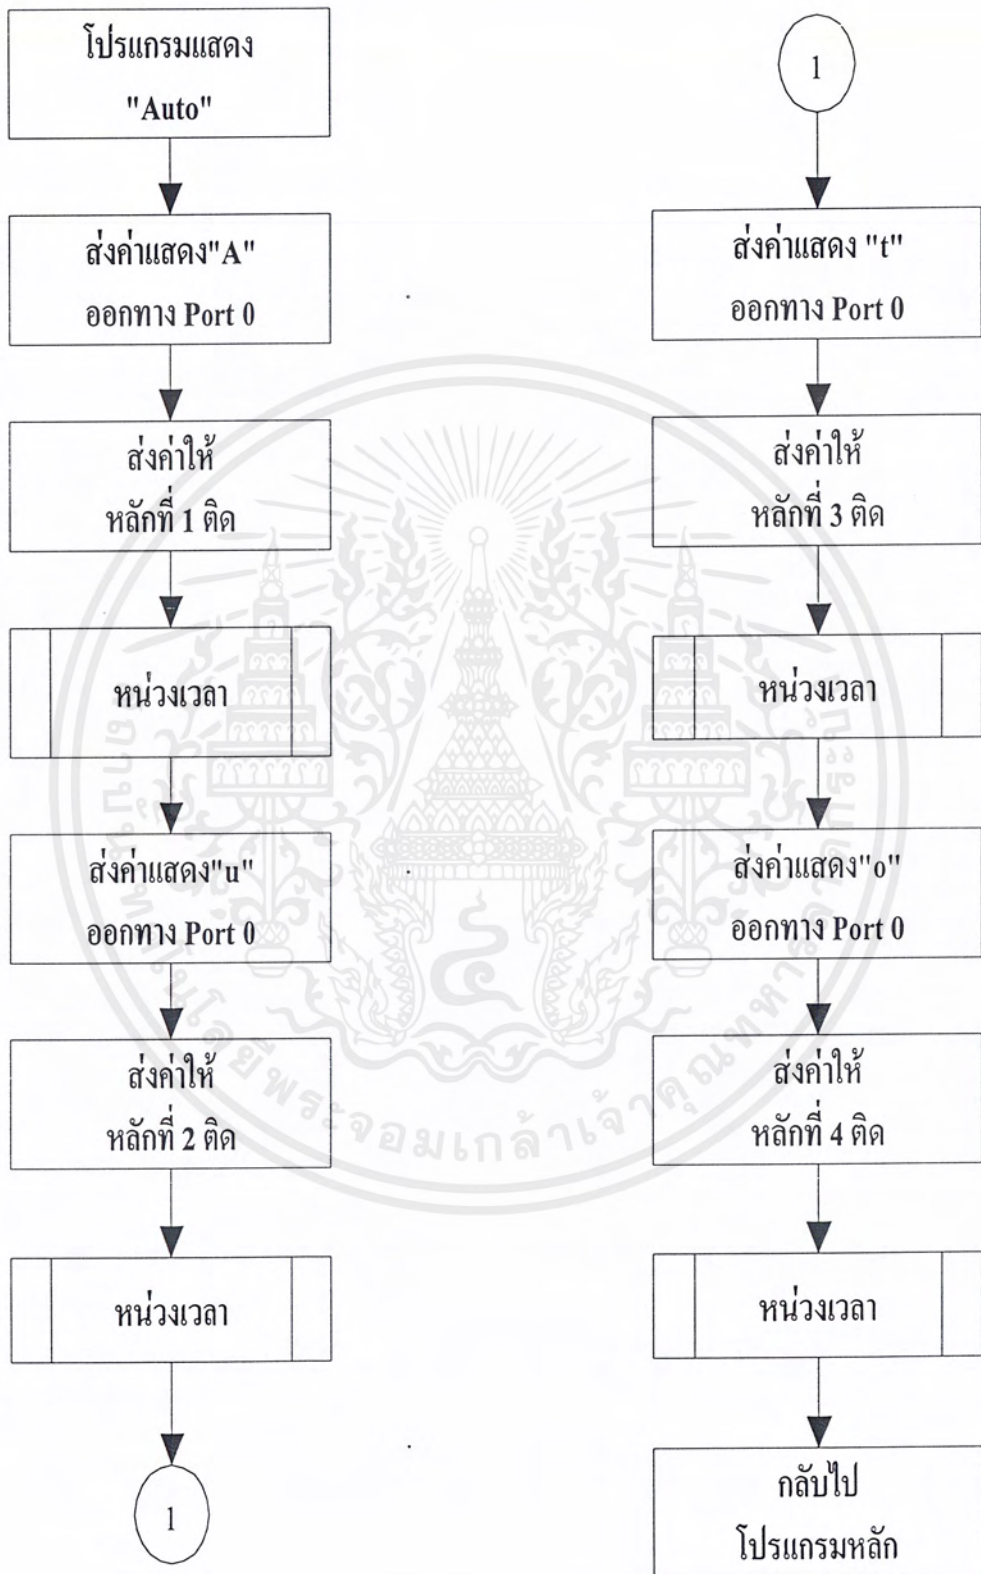 โปรแกรมแสดง
"Auto"
ส่งค่าแสดง"A"
ออกทาง Port 0
ส่งค่าให้
หลักที่ 1 ติด
หน่วงเวลา
ส่งค่าแสดง"u"
ออกทาง Port 0
ส่งค่าให้
หลักที่ 2 ติด
หน่วงเวลา
1
1
ส่งค่าแสดง "t"
ออกทาง Port 0
ส่งค่าให้
หลักที่ 3 ติด
หน่วงเวลา
ส่งค่าแสดง"o"
ออกทาง Port 0
ส่งค่าให้
หลักที่ 4 ติด
หน่วงเวลา
กลับไป
โปรแกรมหลัก